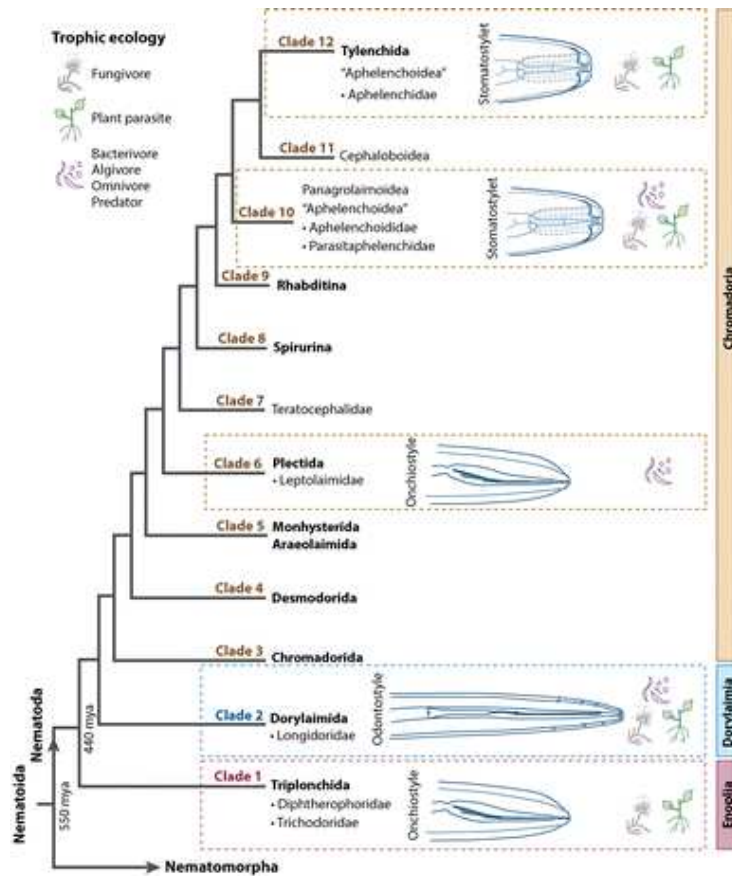 Trophic ecology
Fungivore
Plant parasite
Bacterivore
Algivore
Omnivore
Predator
Clade 12
Tylenchida
"Aphelenchoidea"
• Aphelenchidae
Stomatostylet
Clade 11
Cephaloboidea
Clade 10
Panagrolaimoidea
"Aphelenchoidea"
• Aphelenchoididae
• Parasitaphelenchidae
Stomatostylet
Clade 9
Rhabditina
Clade 8
Spirurina
Clade 7
Teratocephalidae
Clade 6
Plectida
• Leptolaimidae
Onchiostyle
Clade 5
Monhysterida
Araeolaimida
Clade 4
Desmodorida
Clade 3
Chromadorida
Clade 2
Dorylaimida
• Longidoridae
Odontostyle
Clade 1
Triplonchida
• Diphtherophoridae
• Trichodoridae
Onchiostyle
Nematomorpha
Nematoida
Nematoda
550 mya
440 mya
Chromadoria
Dorylaimia
Enoplia